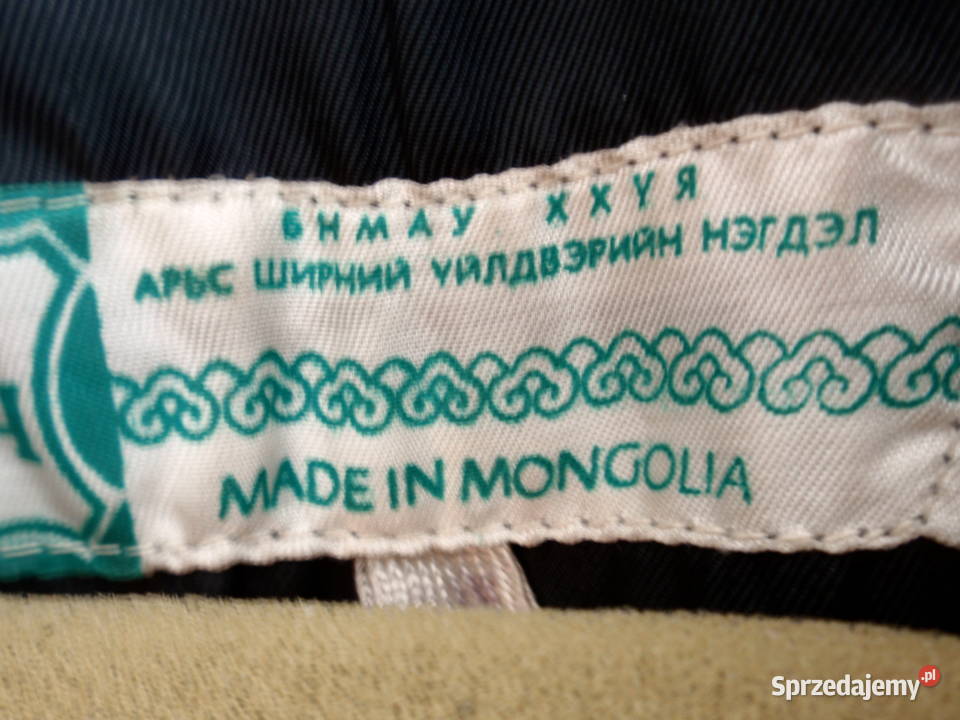 БНМАУ ХХҮЯ
АРЬС ШИРНИЙ ҮЙЛДВЭРИЙН НЭГДЭЛ
MADE IN MONGOLIA
Sprzedajemy.pl